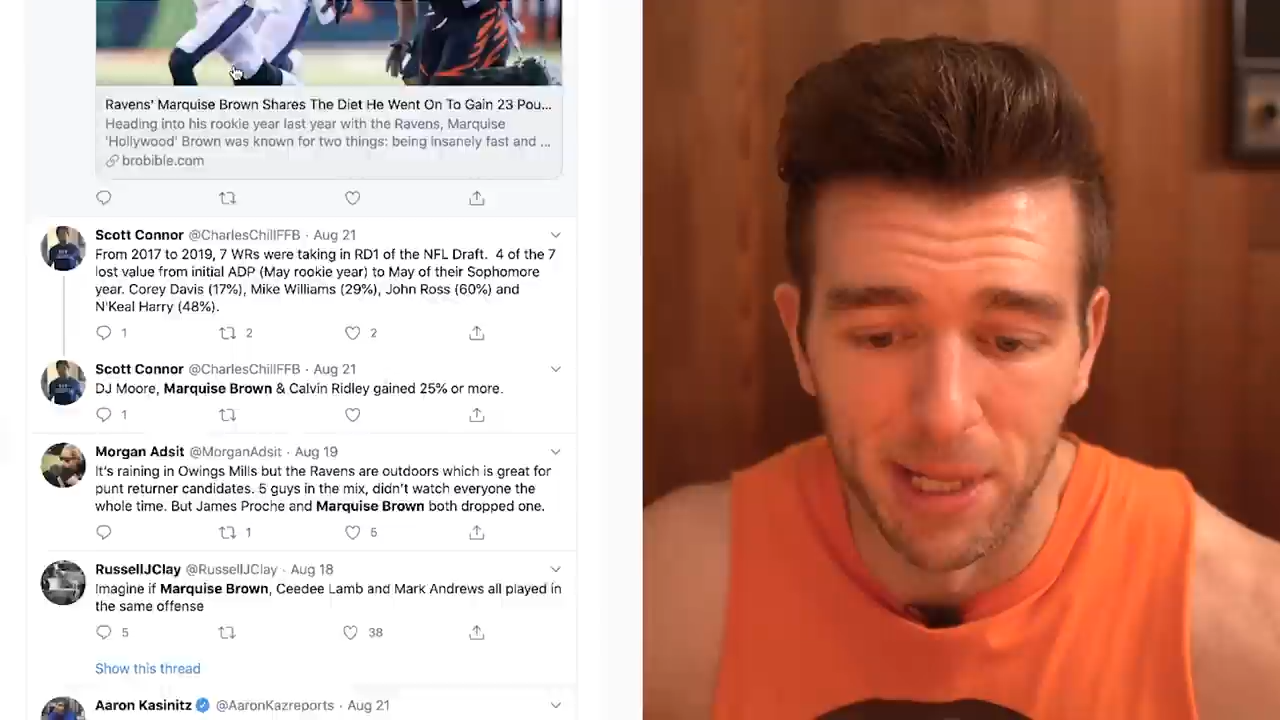 Ravens' Marquise Brown Shares The Diet He Went On To Gain 23 Pou...
Heading into his rookie year last year with the Ravens, Marquise
'Hollywood' Brown was known for two things: being insanely fast and ...
brobible.com
Scott Connor @CharlesChillFFB · Aug 21
From 2017 to 2019, 7 WRs were taking in RD1 of the NFL Draft. 4 of the 7
lost value from initial ADP (May rookie year) to May of their Sophomore
year. Corey Davis (17%), Mike Williams (29%), John Ross (60%) and
N'Keal Harry (48%).
1 2 2
Scott Connor @CharlesChillFFB · Aug 21
DJ Moore, Marquise Brown & Calvin Ridley gained 25% or more.
1
Morgan Adsit @MorganAdsit · Aug 19
It's raining in Owings Mills but the Ravens are outdoors which is great for
punt returner candidates. 5 guys in the mix, didn't watch everyone the
whole time. But James Proche and Marquise Brown both dropped one.
1 5
RussellJClay @RussellJClay · Aug 18
Imagine if Marquise Brown, Ceedee Lamb and Mark Andrews all played in
the same offense
5 38
Show this thread
Aaron Kasinitz @AaronKazreports · Aug 21